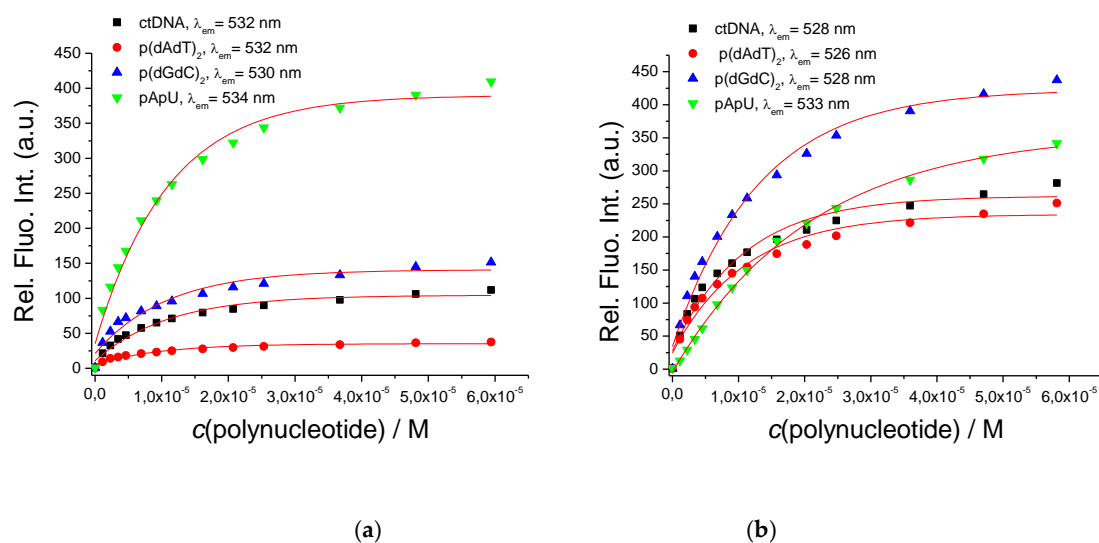 ctDNA, λem= 532 nm
p(dAdT)2, λem= 532 nm
p(dGdC)2, λem= 530 nm
pApU, λem= 534 nm
450
400
350
300
250
200
150
100
50
0
Rel. Fluo. Int. (a.u.)
0,0 1,0x10-5 2,0x10-5 3,0x10-5 4,0x10-5 5,0x10-5 6,0x10-5
c(polynucleotide) / M
(a)
ctDNA, λem= 528 nm
p(dAdT)2, λem= 526 nm
p(dGdC)2, λem= 528 nm
pApU, λem= 533 nm
450
400
350
300
250
200
150
100
50
0
Rel. Fluo. Int. (a.u.)
0,0 1,0x10-5 2,0x10-5 3,0x10-5 4,0x10-5 5,0x10-5 6,0x10-5
c(polynucleotide) / M
(b)